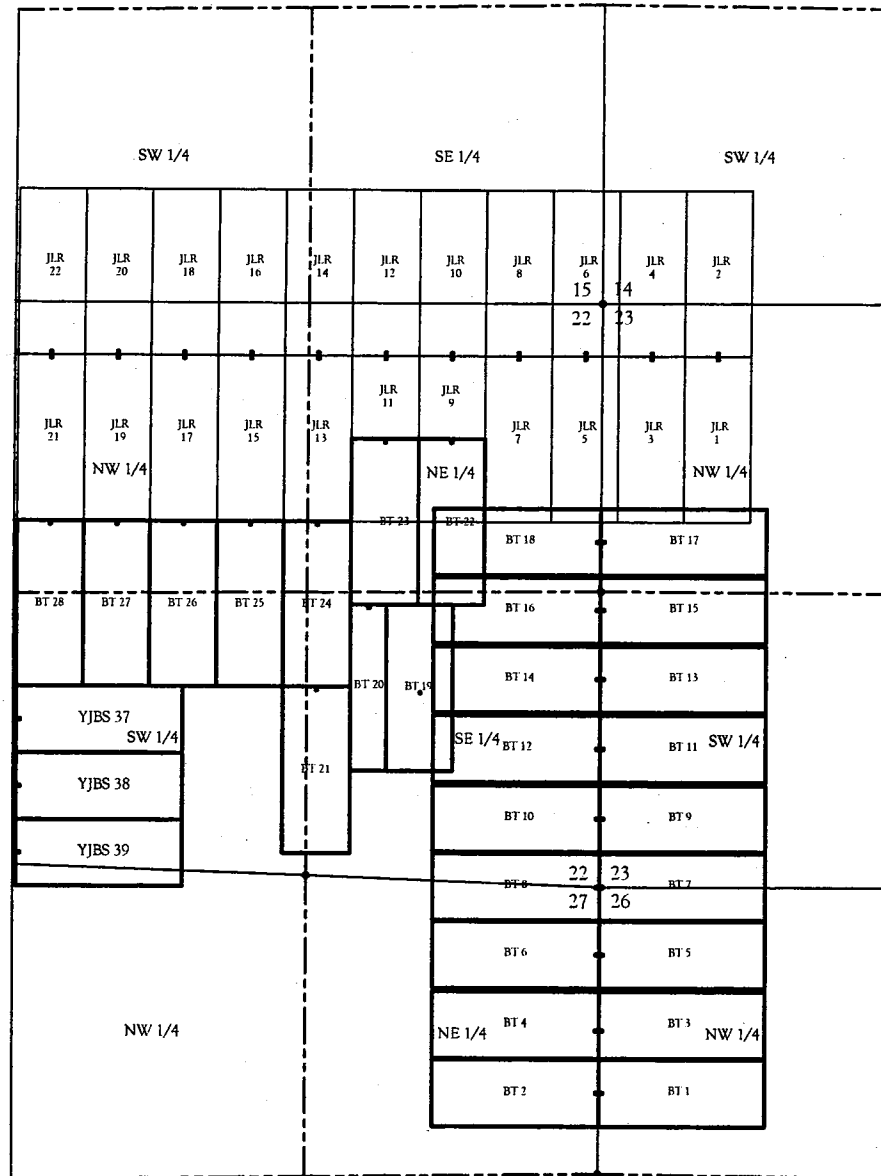 SW 1/4 SE 1/4 SW 1/4
JLR JLR JLR JLR JLR JLR JLR JLR JLR JLR JLR
22 20 18 16 14 12 10 8 6 4 2
15 14
22 23
JLR JLR
11 9
JLR JLR JLR JLR JLR JLR JLR JLR JLR
21 19 17 15 13 7 5 3 1
NW 1/4 NE 1/4 NW 1/4
BT 23 BT 22
BT 18 BT 17
BT 28 BT 27 BT 26 BT 25 BT 24
BT 16 BT 15
BT 20 BT 19 BT 14 BT 13
YJBS 37
SW 1/4 SE 1/4 BT 12 BT 11 SW 1/4
BT 21
YJBS 38
BT 10 BT 9
YJBS 39
22 23
BT 8 BT 7
27 26
BT 6 BT 5
NW 1/4 NE 1/4 BT 4 BT 3 NW 1/4
BT 2 BT 1